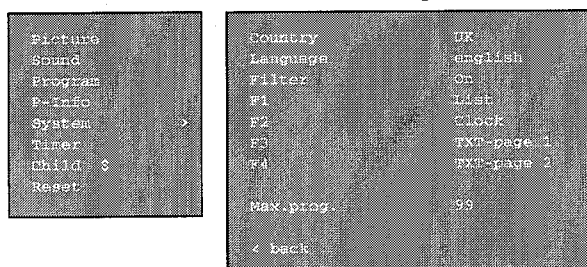 Picture
Sound
Program
P-Info
System >
Timer
Child $
Reset
Country UK
Language english
Filter On
F1 List
F2 Clock
F3 TXT-page 1
F4 TXT-page 2
Max.prog. 99
< back